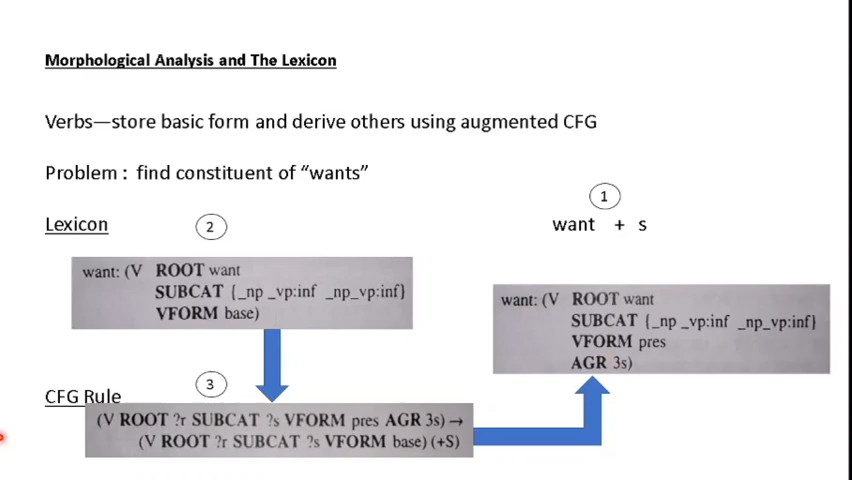 Morphological Analysis and The Lexicon
Verbs—store basic form and derive others using augmented CFG
Problem : find constituent of “wants”
1
Lexicon
2
want + s
want: (V ROOT want
SUBCAT {_np _vp:inf _np_vp:inf}
VFORM base)
want: (V ROOT want
SUBCAT {_np _vp:inf _np_vp:inf}
VFORM pres
AGR 3s)
3
CFG Rule
(V ROOT ?r SUBCAT ?s VFORM pres AGR 3s) →
(V ROOT ?r SUBCAT ?s VFORM base) (+S)